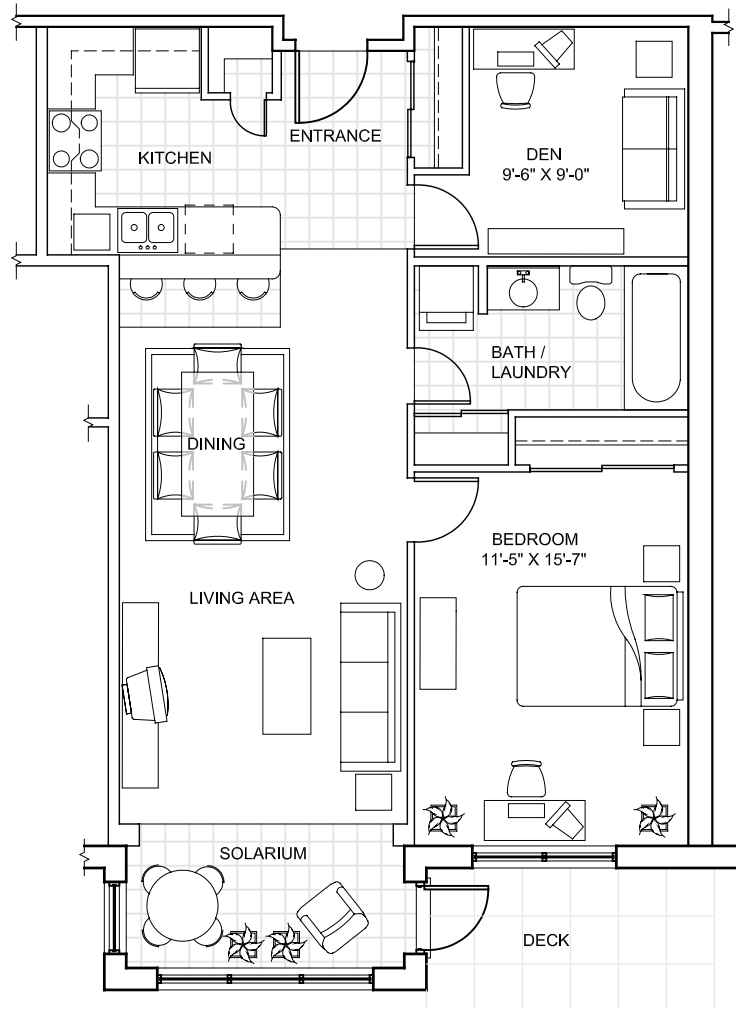 ENTRANCE
KITCHEN
DEN
9'-6" X 9'-0"
BATH /
LAUNDRY
DINING
BEDROOM
11'-5" X 15'-7"
LIVING AREA
SOLARIUM
DECK